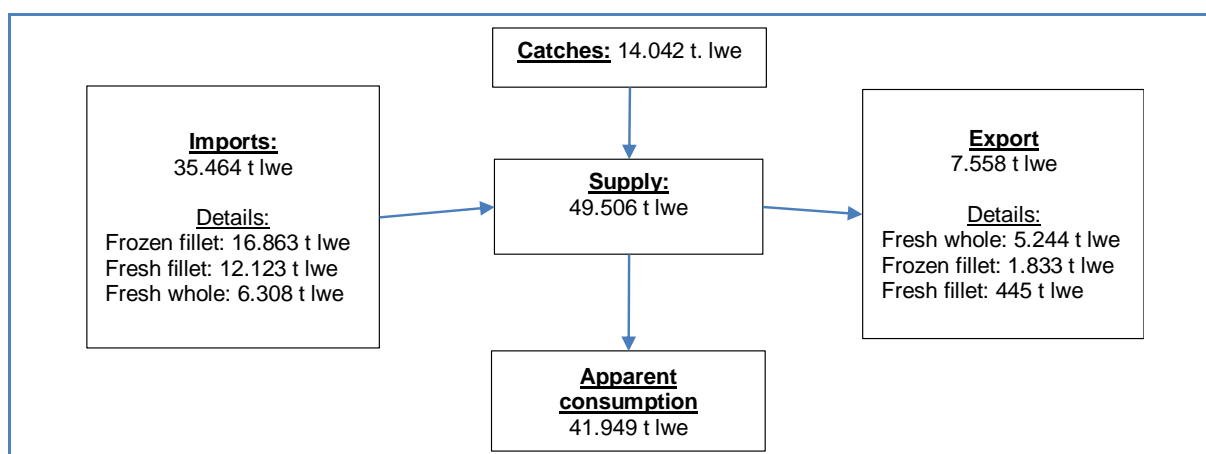 Catches: 14.042 t. lwe
Imports:
35.464 t lwe
Details:
Frozen fillet: 16.863 t lwe
Fresh fillet: 12.123 t lwe
Fresh whole: 6.308 t lwe
Supply:
49.506 t lwe
Export
7.558 t lwe
Details:
Fresh whole: 5.244 t lwe
Frozen fillet: 1.833 t lwe
Fresh fillet: 445 t lwe
Apparent
consumption
41.949 t lwe